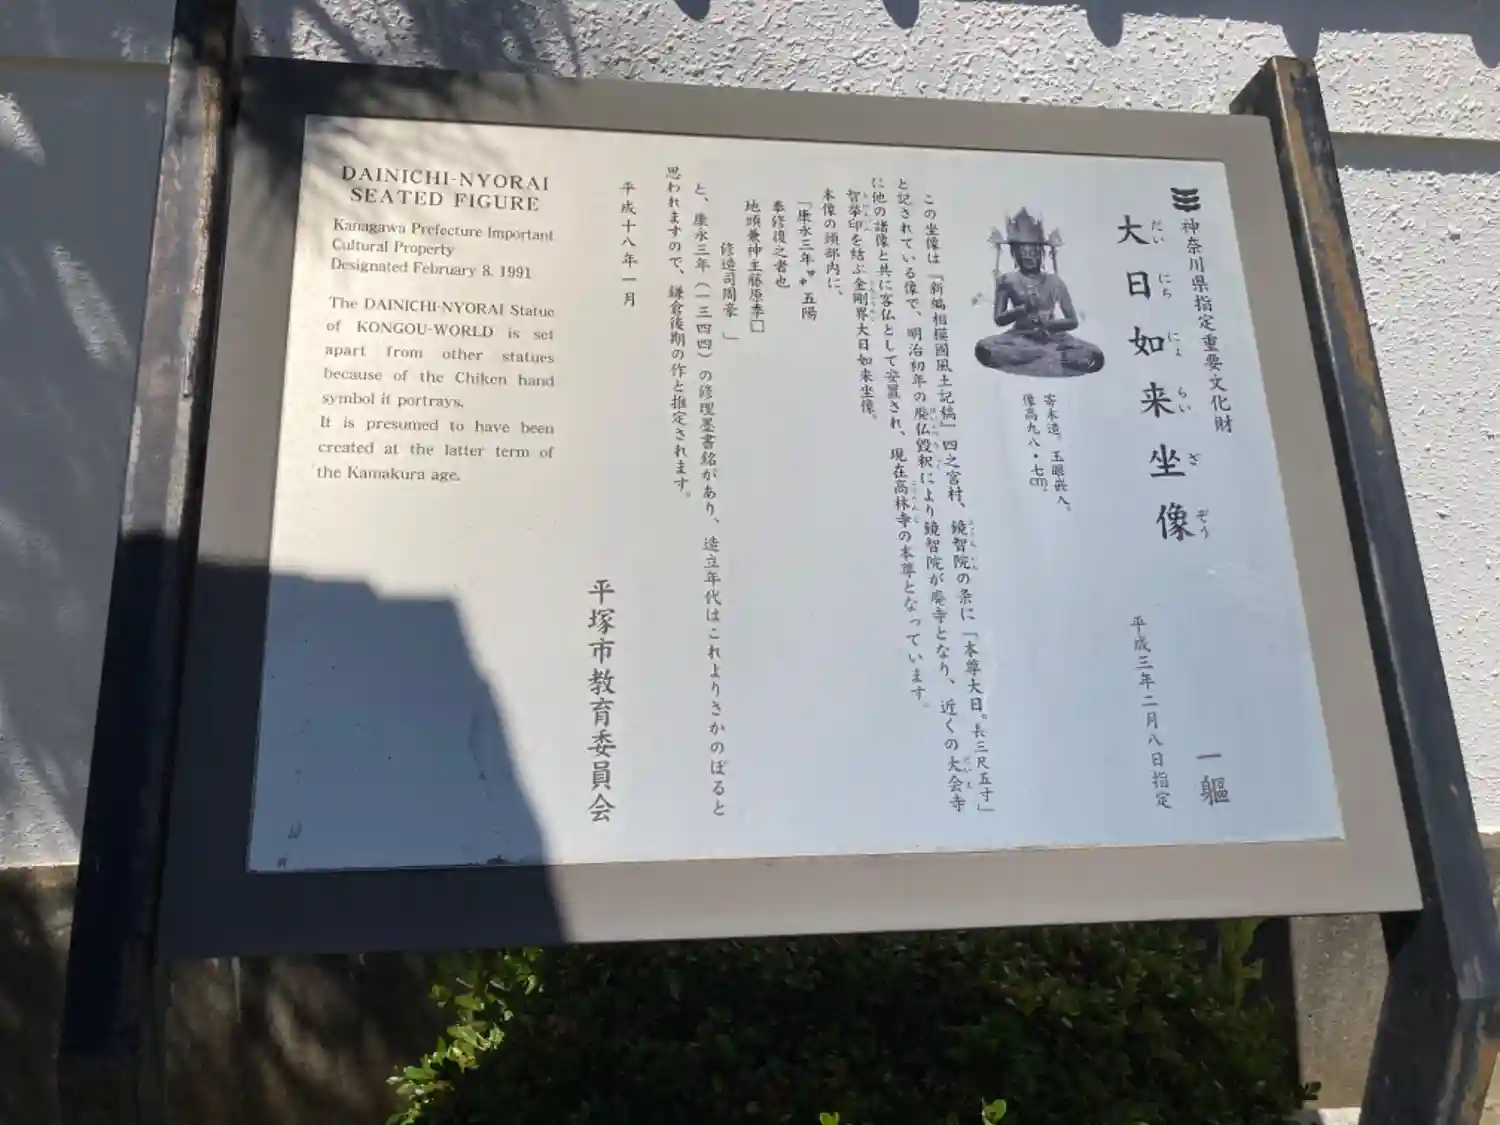 神奈川県指定重要文化財
大日如来坐像
だいにちにょらいざぞう
一軀
平成三年二月八日指定
寄木造。玉眼嵌入。
像高九八・七cm.
この坐像は『新編相模國風土記稿』四之宮村、鏡智院の条に「本尊大日。長三尺五寸」
と記されている像で、明治初年の廃仏毀釈により鏡智院が廃寺となり、近くの大会寺
に他の諸像と共に客仏として安置され、現在高林寺の本尊となっています。
智拳印を結ぶ金剛界大日如来坐像。
本像の頭部内に、
「康永三年 五陽
奉修復之者也
地頭兼神主藤原季□
修造司周豪 」
と、康永三年(一三四四)の修理墨書銘があり、造立年代はこれよりさかのぼると
思われますので、鎌倉後期の作と推定されます。
平成十八年一月
平塚市教育委員会
DAINICHI-NYORAI
SEATED FIGURE
Kanagawa Prefecture Important
Cultural Property
Designated February 8, 1991
The DAINICHI-NYORAI Statue
of KONGOU-WORLD is set
apart from other statues
because of the Chiken hand
symbol it portrays.
It is presumed to have been
created at the latter term of
the Kamakura age.